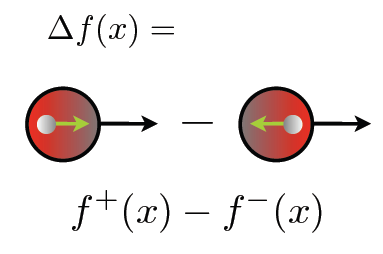 Δf(x) =
−
f⁺(x) − f⁻(x)